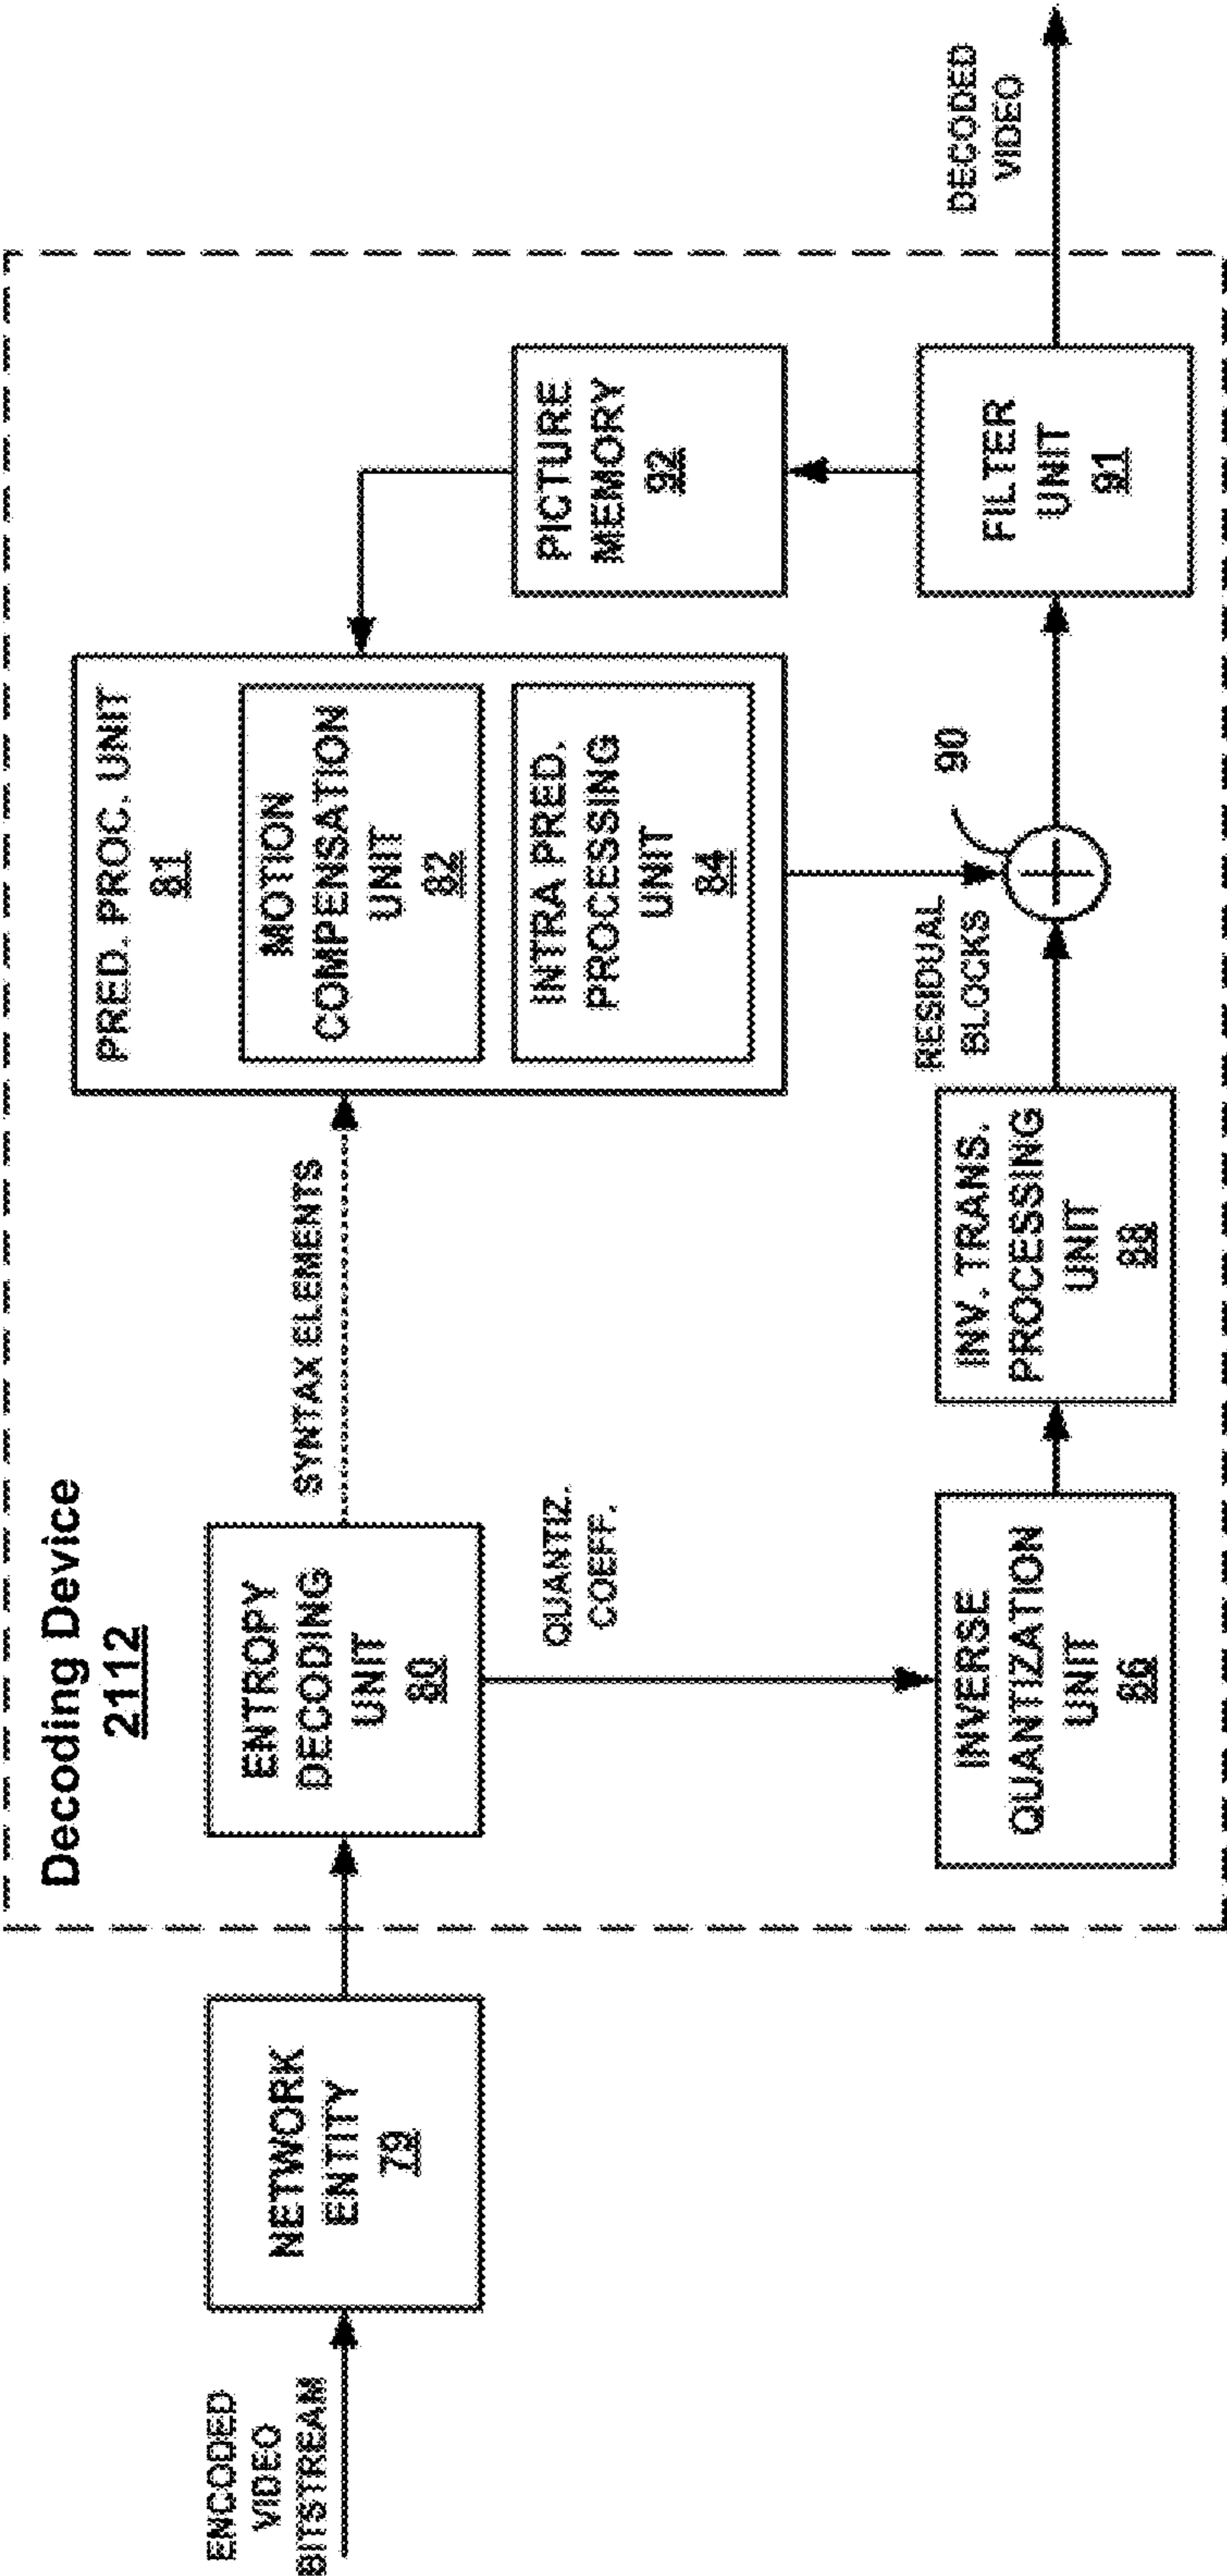 Decoding Device
2112
ENCODED
VIDEO
BITSTREAM
NETWORK
ENTITY
79
ENTROPY
DECODING
UNIT
80
SYNTAX ELEMENTS
QUANTIZ.
COEFF.
PRED. PROC. UNIT
81
MOTION
COMPENSATION
UNIT
82
INTRA PRED.
PROCESSING
UNIT
84
PICTURE
MEMORY
92
INVERSE
QUANTIZATION
UNIT
86
INV. TRANS.
PROCESSING
UNIT
88
RESIDUAL
BLOCKS
90
FILTER
UNIT
91
DECODED
VIDEO